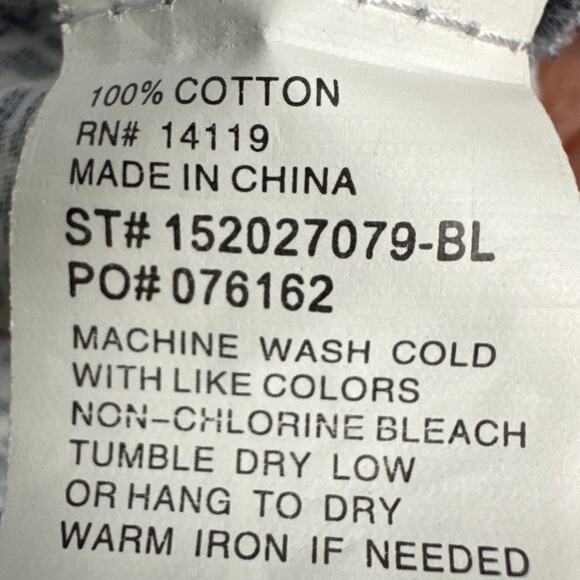 100% COTTON
RN# 14119
MADE IN CHINA
ST# 152027079-BL
PO# 076162
MACHINE WASH COLD
WITH LIKE COLORS
NON-CHLORINE BLEACH
TUMBLE DRY LOW
OR HANG TO DRY
WARM IRON IF NEEDED